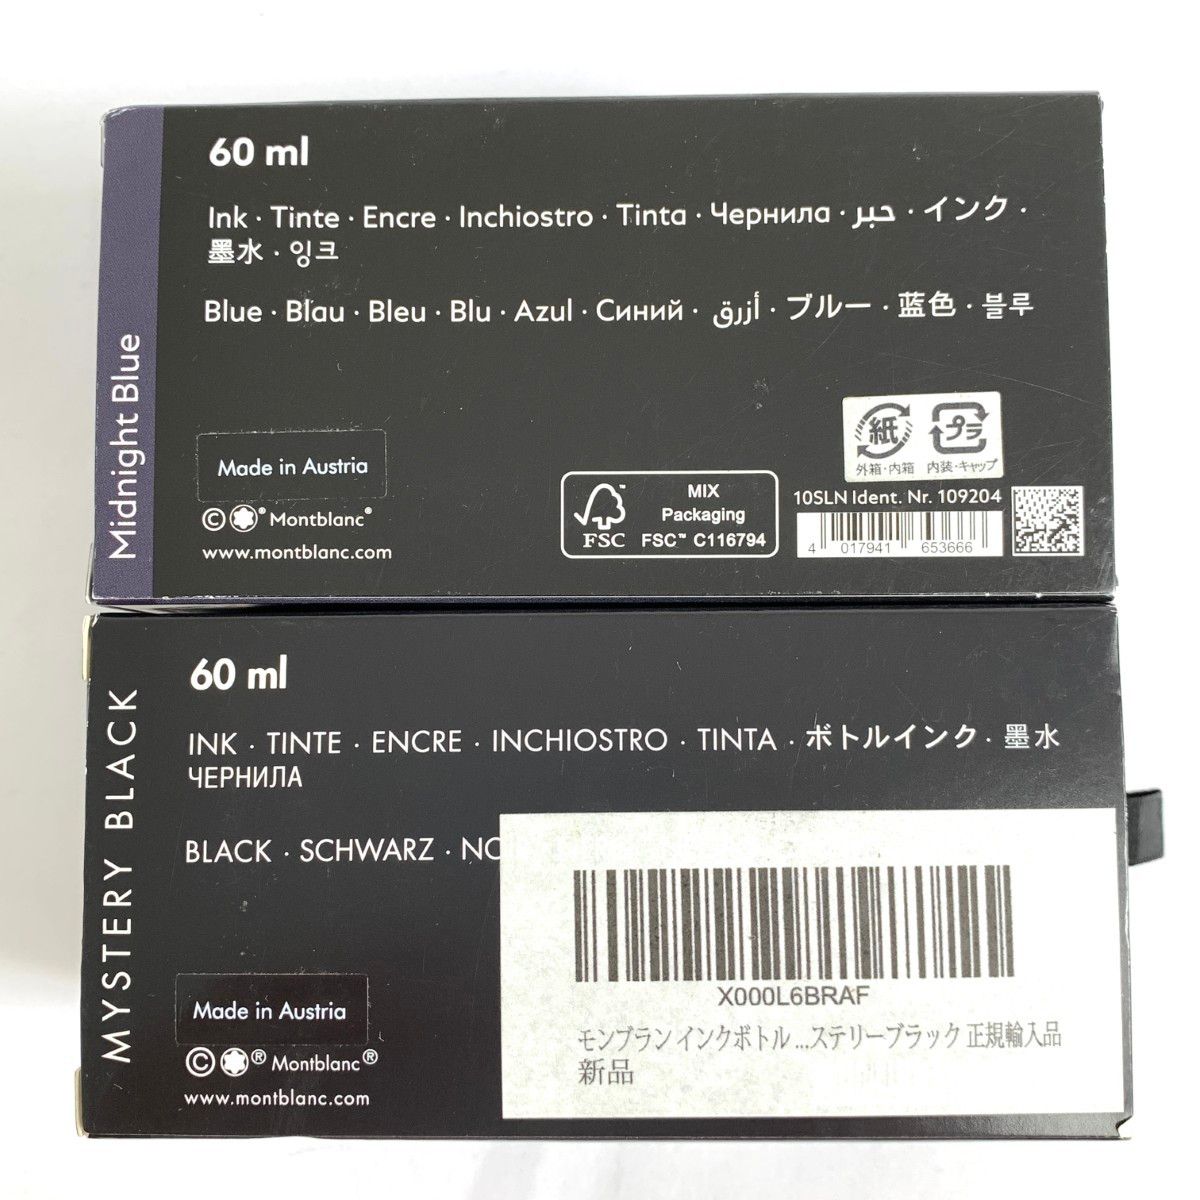 Midnight Blue
60 ml
Ink · Tinte · Encre · Inchiostro · Tinta · Чернила · حبر · インク ·
墨水 · 잉크
Blue · Blau · Bleu · Blu · Azul · Синий · أزرق · ブルー · 蓝色 · 블루
Made in Austria
© ® Montblanc®
www.montblanc.com
FSC™
MIX
Packaging
FSC™ C116794
紙
外箱・内箱
プラ
内装・キャップ
10SLN Ident. Nr. 109204
4 017941 653666
MYSTERY BLACK
60 ml
INK · TINTE · ENCRE · INCHIOSTRO · TINTA · ボトルインク · 墨水
ЧЕРНИЛА
BLACK · SCHWARZ ·
Made in Austria
© ® Montblanc®
www.montblanc.com
X000L6BRAF
モンブラン インクボトル ...ステリーブラック 正規輸入品
新品